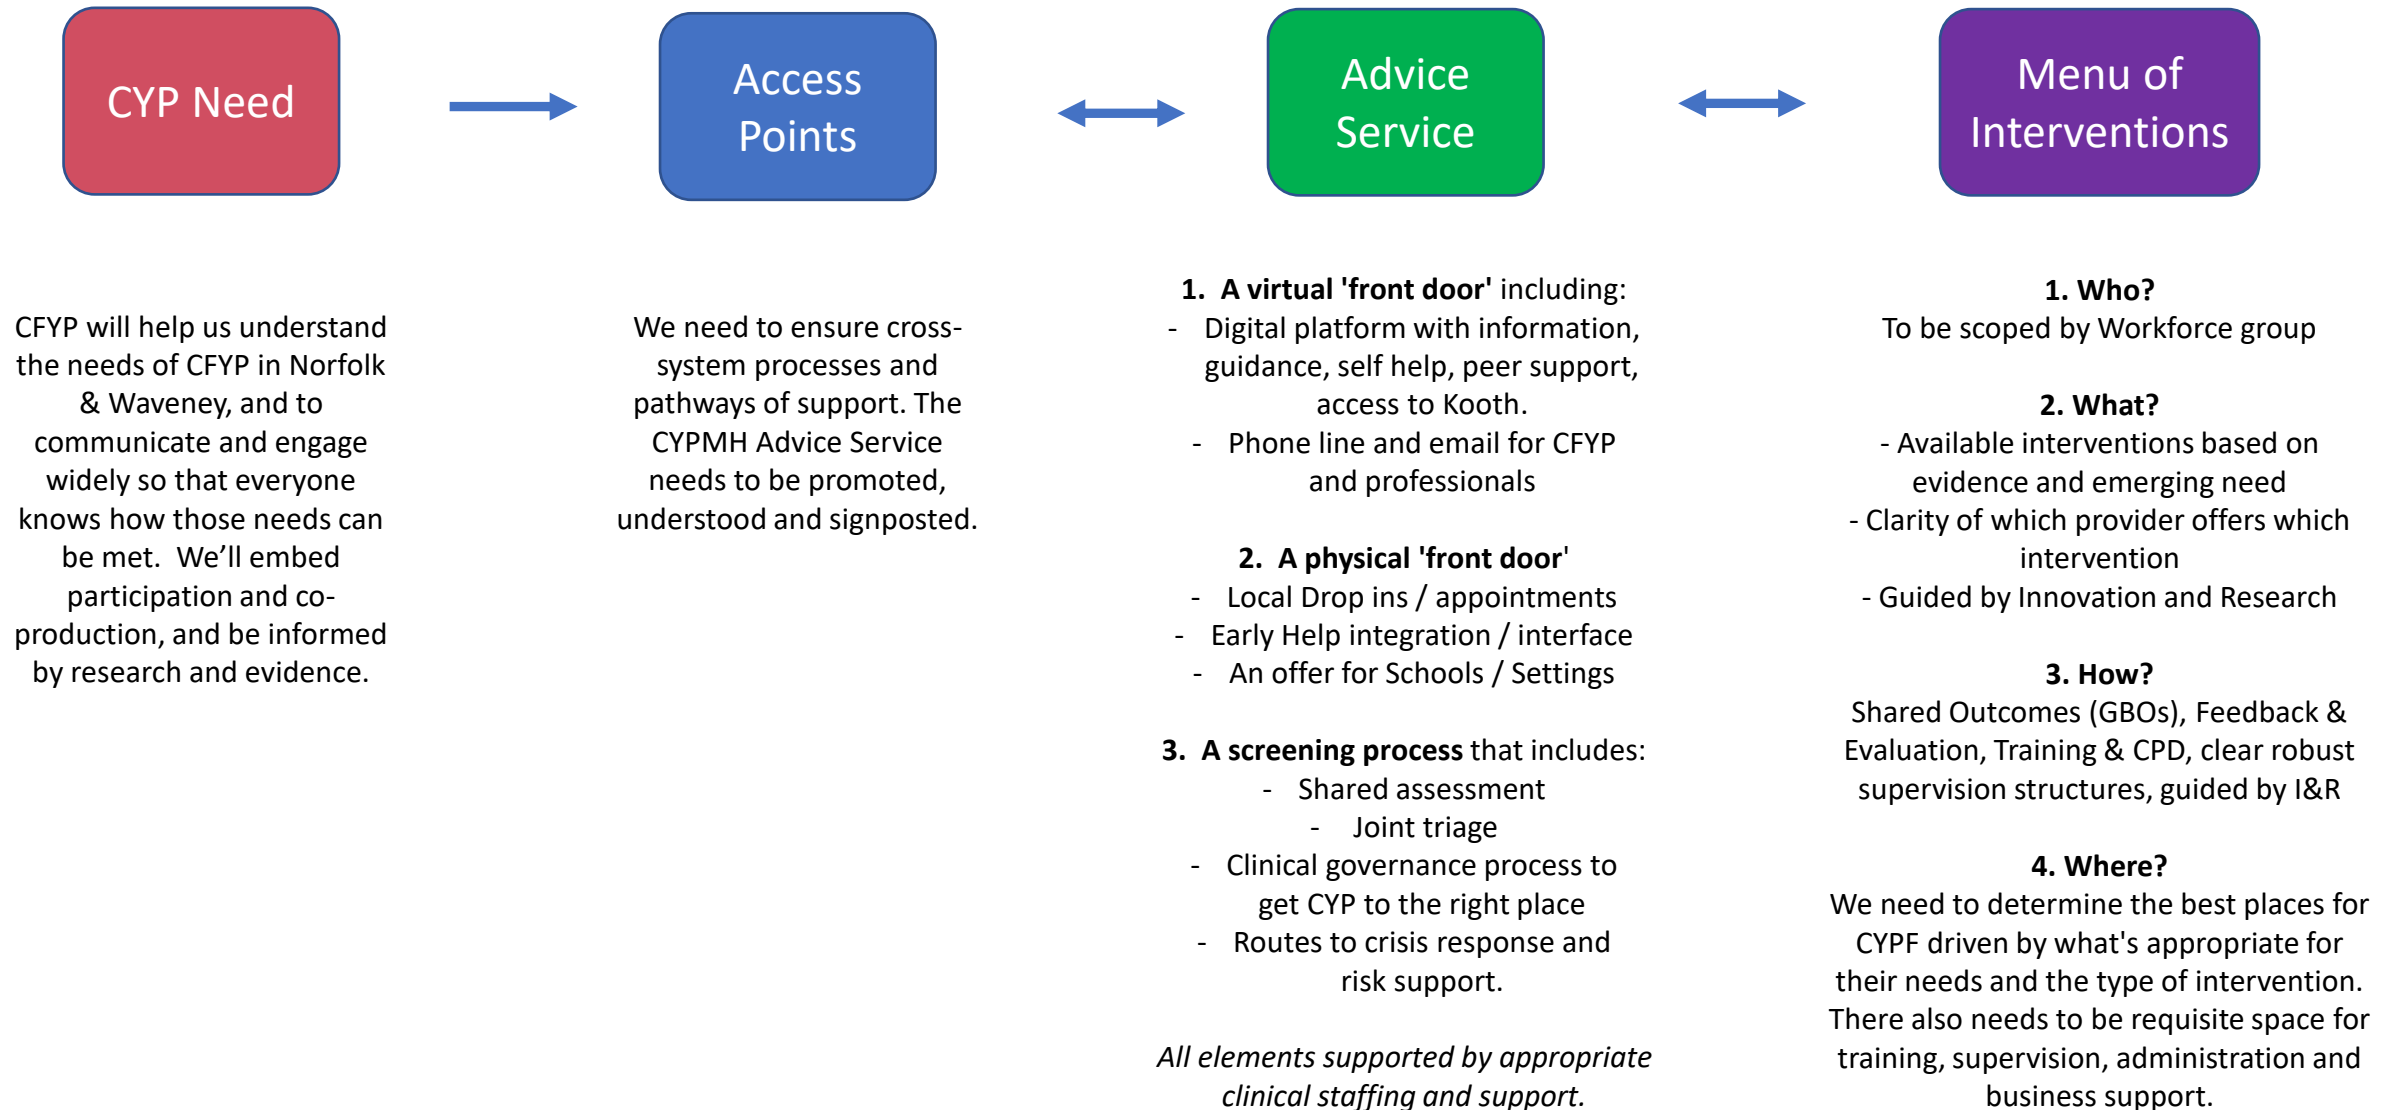 CYP Need
Access
Points
Advice
Service
Menu of
Interventions
CFYP will help us understand
the needs of CFYP in Norfolk
& Waveney, and to
communicate and engage
widely so that everyone
knows how those needs can
be met.  We’ll embed
participation and co-
production, and be informed
by research and evidence.
We need to ensure cross-
system processes and
pathways of support. The
CYPMH Advice Service
needs to be promoted,
understood and signposted.
1.  A virtual 'front door' including:
-   Digital platform with information,
guidance, self help, peer support,
access to Kooth.
-   Phone line and email for CFYP
and professionals
2.  A physical 'front door'
-   Local Drop ins / appointments
-   Early Help integration / interface
-   An offer for Schools / Settings
3.  A screening process that includes:
-   Shared assessment
-   Joint triage
-   Clinical governance process to
get CYP to the right place
-   Routes to crisis response and
risk support.
All elements supported by appropriate
clinical staffing and support.
1. Who?
To be scoped by Workforce group
2. What?
- Available interventions based on
evidence and emerging need
- Clarity of which provider offers which
intervention
- Guided by Innovation and Research
3. How?
Shared Outcomes (GBOs), Feedback &
Evaluation, Training & CPD, clear robust
supervision structures, guided by I&R
4. Where?
We need to determine the best places for
CYPF driven by what's appropriate for
their needs and the type of intervention.
There also needs to be requisite space for
training, supervision, administration and
business support.